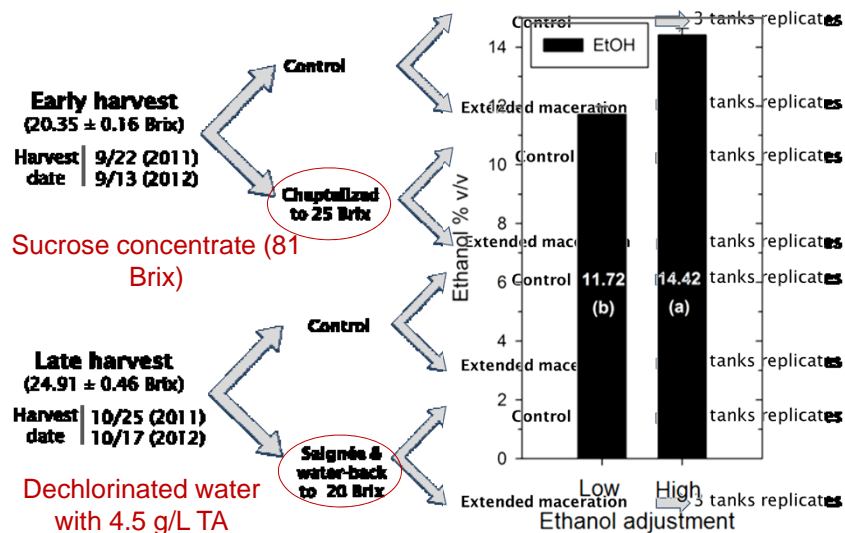 Early harvest
(20.35 ± 0.16 Brix)
Harvest date
9/22 (2011)
9/13 (2012)
Control
Chaptalized
to 25 Brix
Sucrose concentrate (81
Brix)
Late harvest
(24.91 ± 0.46 Brix)
Harvest date
10/25 (2011)
10/17 (2012)
Control
Saignée &
water-back
to 20 Brix
Dechlorinated water
with 4.5 g/L TA
Control
3 tanks replicates
Extended maceration
tanks replicates
Control
tanks replicates
Extended maceration
tanks replicates
Control
tanks replicates
Extended
tanks replicates
Control
tanks replicates
Extended maceration
3 tanks replicates
EtOH
Ethanol % v/v
14
12
10
8
6
4
2
0
11.72
(b)
14.42
(a)
Low
High
Ethanol adjustment